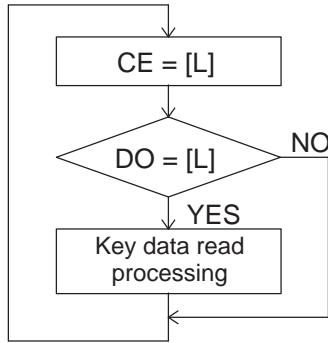 CE = [L]
DO = [L]
NO
YES
Key data read
processing